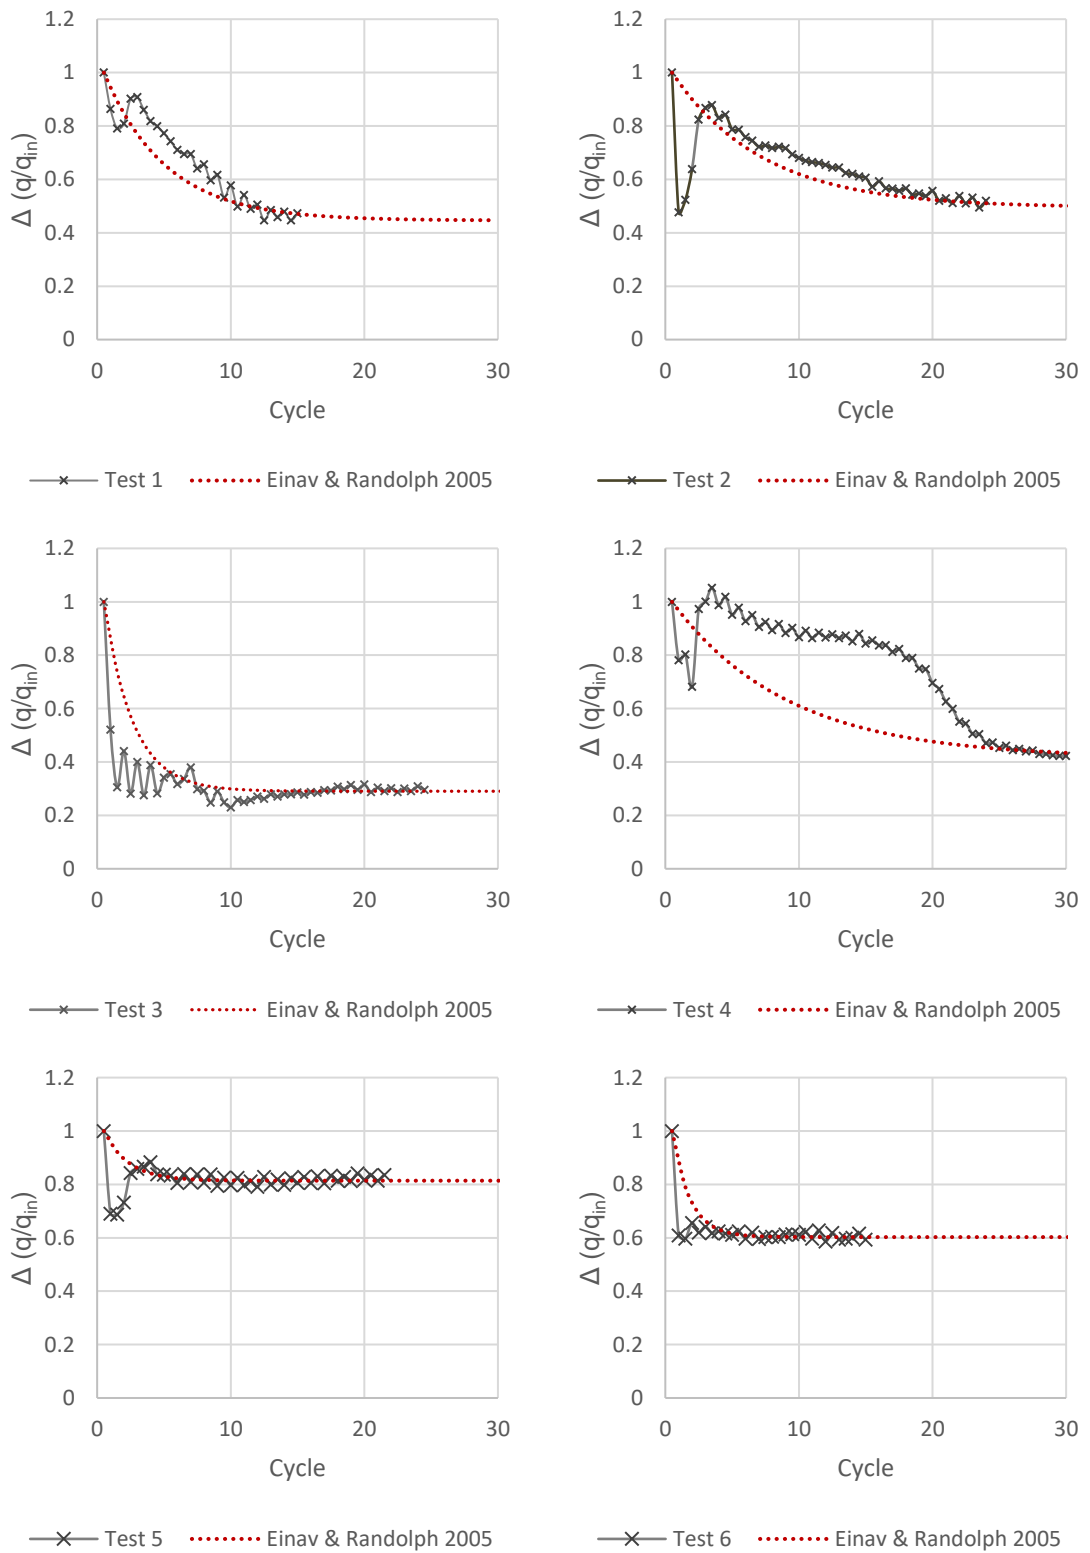 1.2
1
0.8
0.6
0.4
0.2
0
Δ (q/q_in)
0 10 20 30
Cycle
Test 1 Einav & Randolph 2005
1.2
1
0.8
0.6
0.4
0.2
0
Δ (q/q_in)
0 10 20 30
Cycle
Test 2 Einav & Randolph 2005
1.2
1
0.8
0.6
0.4
0.2
0
Δ (q/q_in)
0 10 20 30
Cycle
Test 3 Einav & Randolph 2005
1.2
1
0.8
0.6
0.4
0.2
0
Δ (q/q_in)
0 10 20 30
Cycle
Test 4 Einav & Randolph 2005
1.2
1
0.8
0.6
0.4
0.2
0
Δ (q/q_in)
0 10 20 30
Cycle
Test 5 Einav & Randolph 2005
1.2
1
0.8
0.6
0.4
0.2
0
Δ (q/q_in)
0 10 20 30
Cycle
Test 6 Einav & Randolph 2005